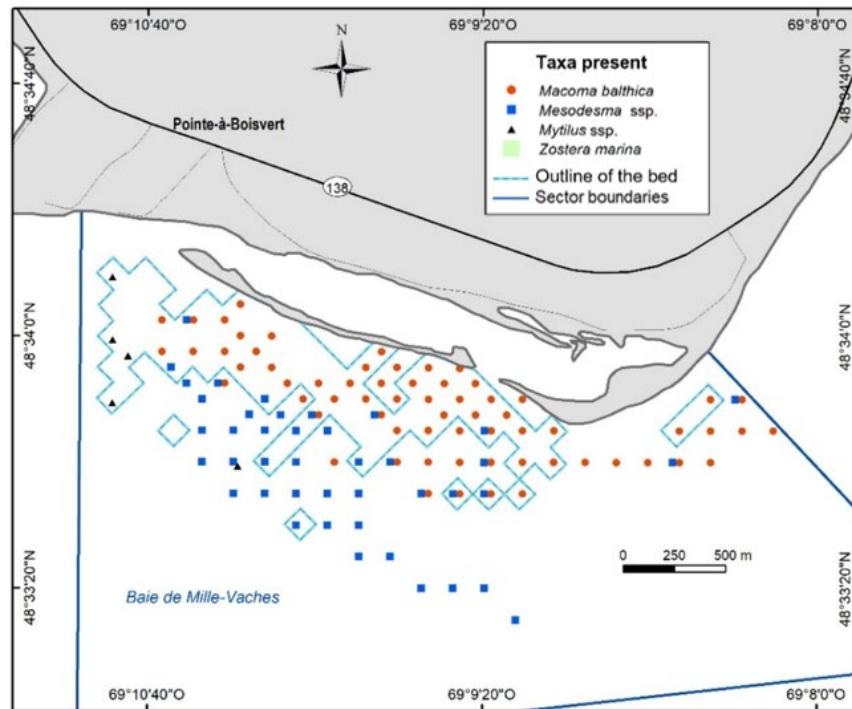 69°10'40"O 69°9'20"O 69°8'0"O
N
48°34'40"N
48°34'40"N
Taxa present
Macoma balthica
Mesodesma ssp.
Mytilus ssp.
Zostera marina
Outline of the bed
Sector boundaries
Pointe-à-Boisvert
138
48°34'0"N
48°34'0"N
0 250 500 m
48°33'20"N
48°33'20"N
Baie de Mille-Vaches
69°10'40"O 69°9'20"O 69°8'0"O